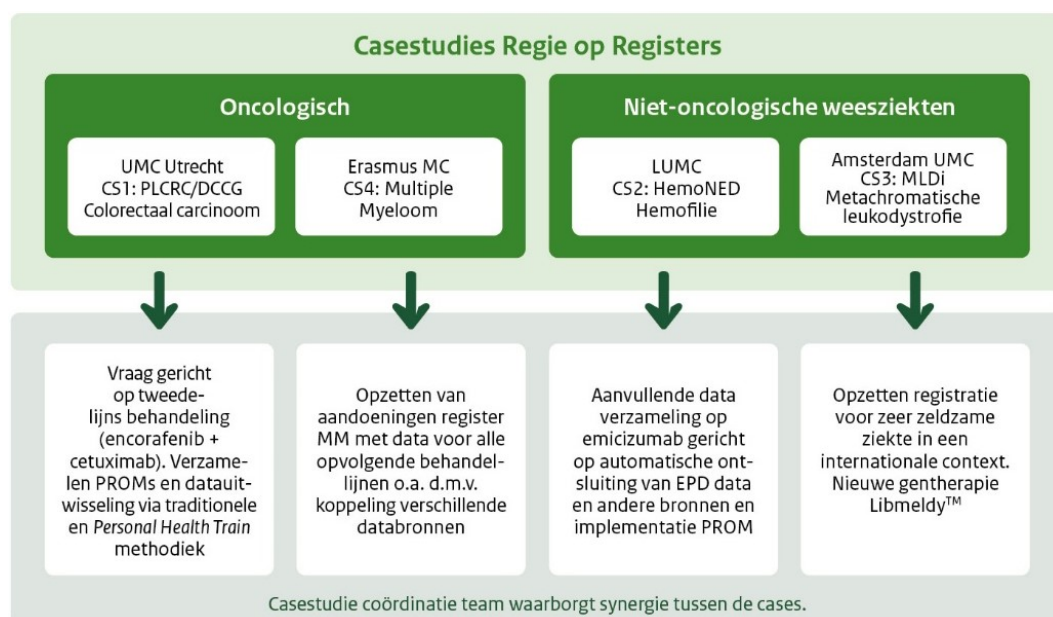 Casestudies Regie op Registers
Oncologisch
UMC Utrecht
CS1: PLCRC/DCCG
Colorectaal carcinoom
Erasmus MC
CS4: Multiple
Myeloom
Niet-oncologische weesziekten
LUMC
CS2: HemoNED
Hemofilie
Amsterdam UMC
CS3: MLDi
Metachromatische
leukodystrofie
Vraag gericht
op tweede-
lijns behandeling
(encorafenib +
cetuximab). Verzame-
len PROMs en datauit-
wisseling via traditionele
en Personal Health Train
methodiek
Opzetten van
aandoeningen register
MM met data voor alle
opvolgende behandel-
lijnen o.a. d.m.v.
koppeling verschillende
databronnen
Aanvullende data
verzameling op
emicizumab gericht
op automatische ont-
sluiting van EPD data
en andere bronnen en
implementatie PROM
Opzetten registratie
voor zeer zeldzame
ziekte in een
internationale context.
Nieuwe gentherapie
Libmeldy™
Casestudie coördinatie team waarborgt synergie tussen de cases.